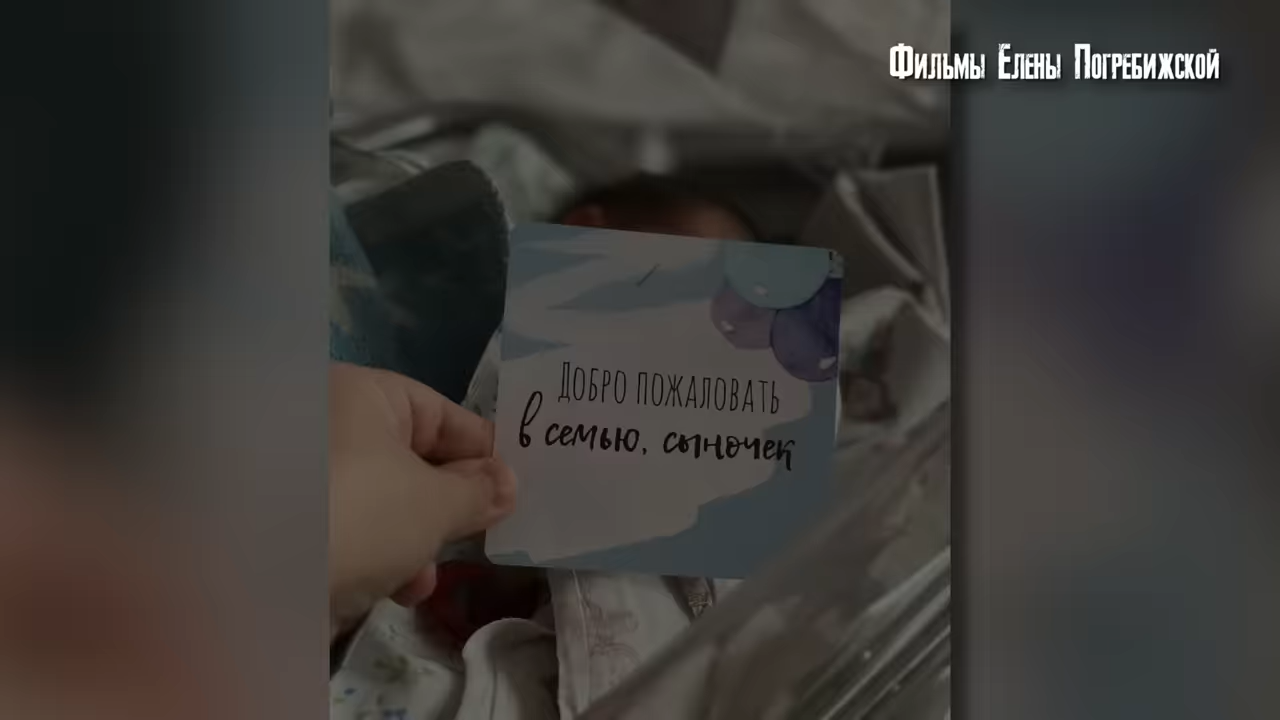 Фильмы Елены Погребижской
Добро пожаловать
в семью, сыночек